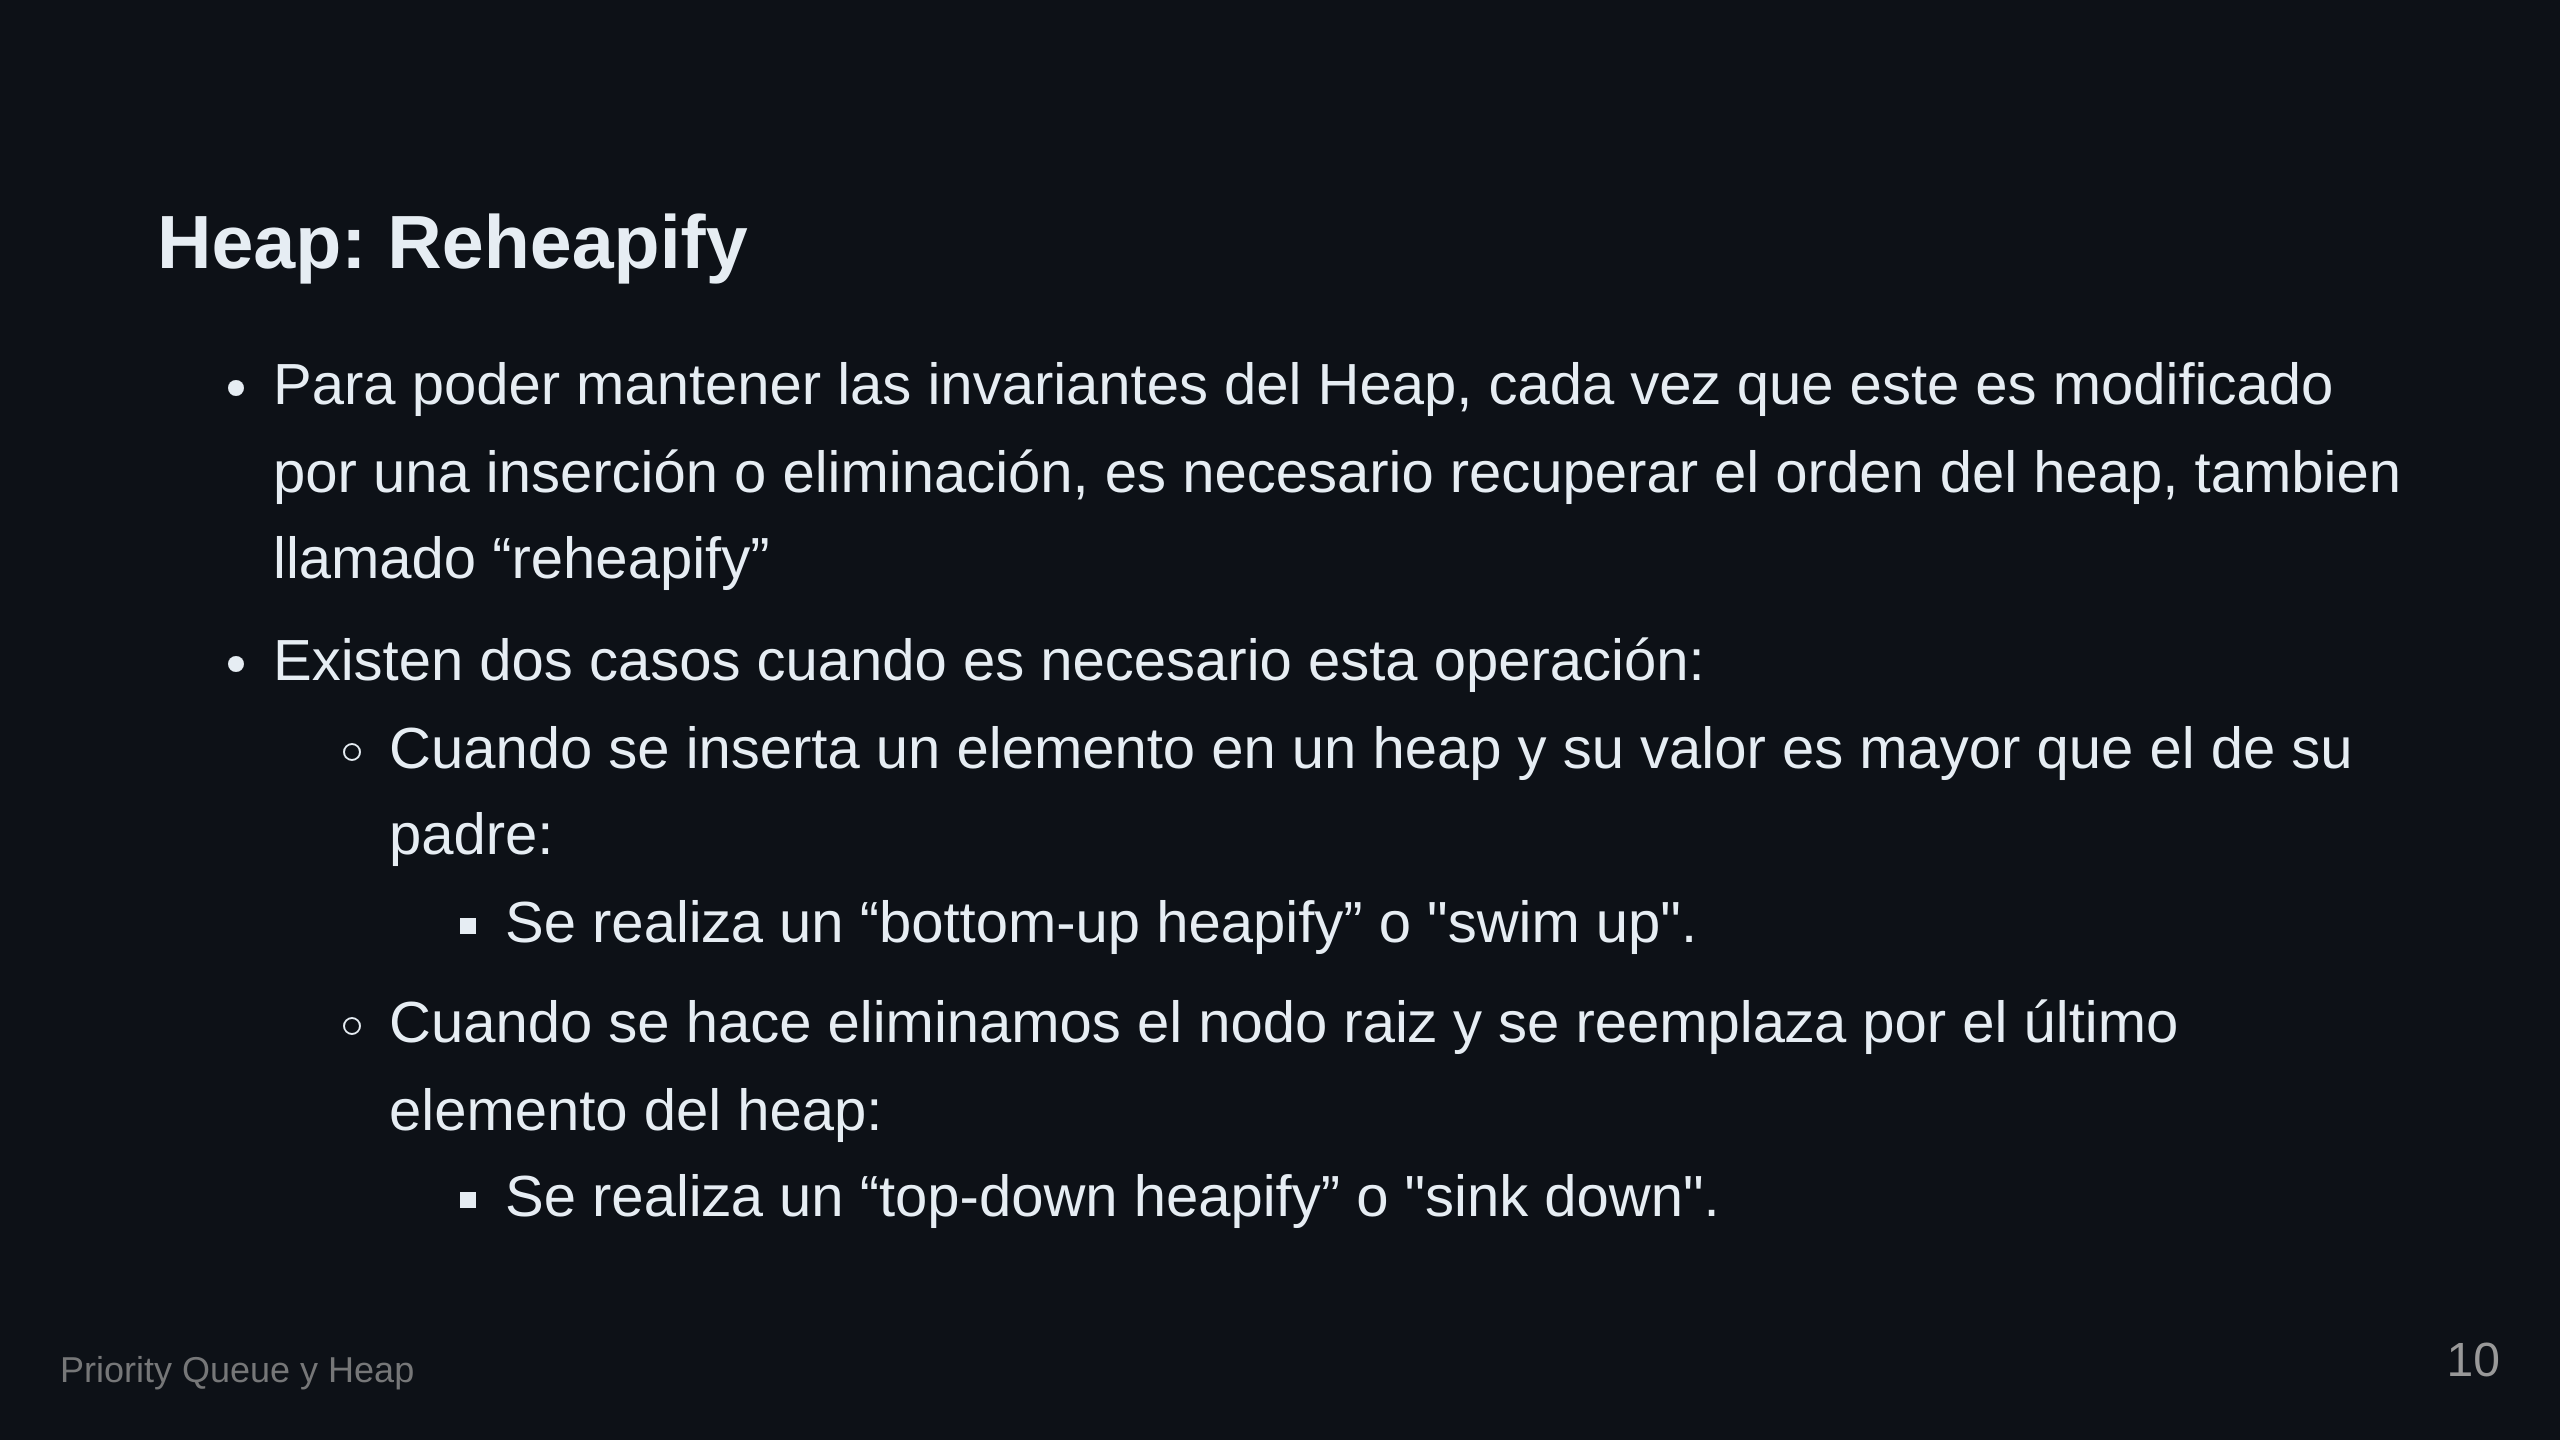 Heap: Reheapify
Para poder mantener las invariantes del Heap, cada vez que este es modificado
por una inserción o eliminación, es necesario recuperar el orden del heap, tambien
llamado “reheapify”
Existen dos casos cuando es necesario esta operación:
Cuando se inserta un elemento en un heap y su valor es mayor que el de su
padre:
Se realiza un “bottom-up heapify” o "swim up".
Cuando se hace eliminamos el nodo raiz y se reemplaza por el último
elemento del heap:
Se realiza un “top-down heapify” o "sink down".
Priority Queue y Heap
10